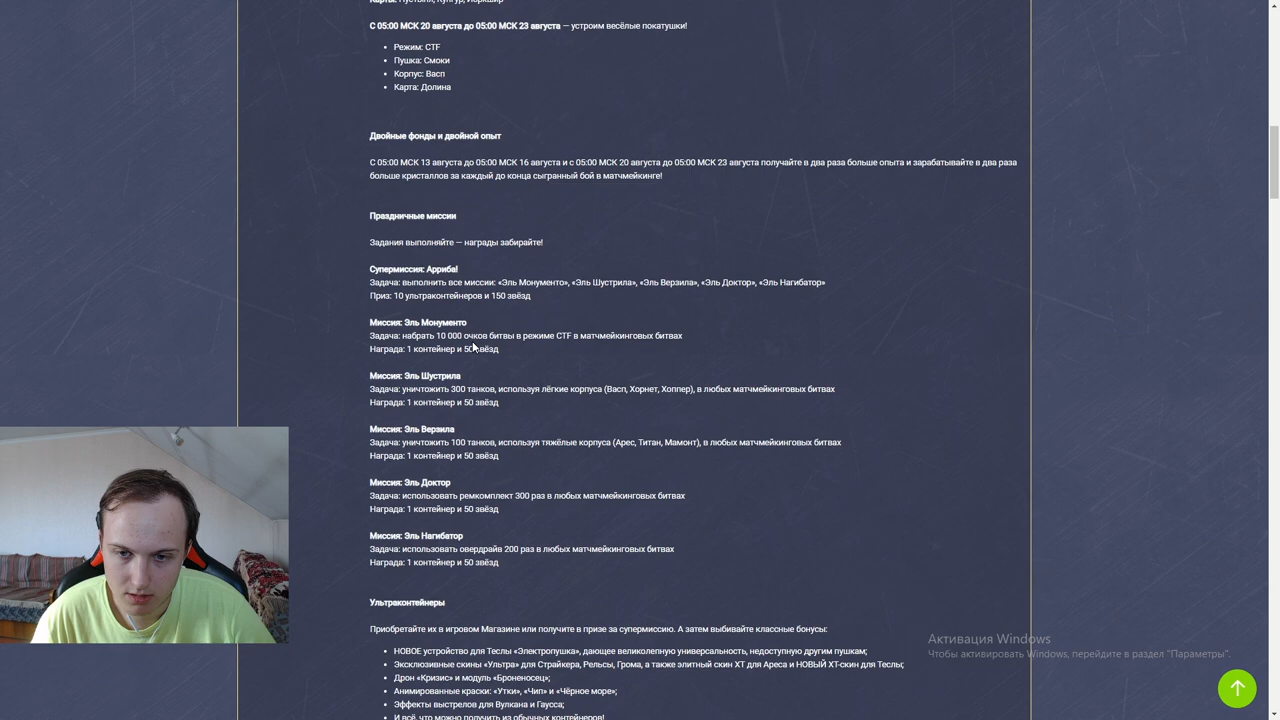 Карты: Пустыня, Кунгур, Йоркшир
С 05:00 МСК 20 августа до 05:00 МСК 23 августа — устроим весёлые покатушки!
Режим: CTF
Пушка: Смоки
Корпус: Васп
Карта: Долина
Двойные фонды и двойной опыт
С 05:00 МСК 13 августа до 05:00 МСК 16 августа и с 05:00 МСК 20 августа до 05:00 МСК 23 августа получайте в два раза больше опыта и зарабатывайте в два раза
больше кристаллов за каждый до конца сыгранный бой в матчмейкинге!
Праздничные миссии
Задания выполняйте — награды забирайте!
Супермиссия: Арриба!
Задача: выполнить все миссии: «Эль Монументо», «Эль Шустрила», «Эль Верзила», «Эль Доктор», «Эль Нагибатор»
Приз: 10 ультраконтейнеров и 150 звёзд
Миссия: Эль Монументо
Задача: набрать 10 000 очков битвы в режиме CTF в матчмейкинговых битвах
Награда: 1 контейнер и 50 звёзд
Миссия: Эль Шустрила
Задача: уничтожить 300 танков, используя лёгкие корпуса (Васп, Хорнет, Хоппер), в любых матчмейкинговых битвах
Награда: 1 контейнер и 50 звёзд
Миссия: Эль Верзила
Задача: уничтожить 100 танков, используя тяжёлые корпуса (Арес, Титан, Мамонт), в любых матчмейкинговых битвах
Награда: 1 контейнер и 50 звёзд
Миссия: Эль Доктор
Задача: использовать ремкомплект 300 раз в любых матчмейкинговых битвах
Награда: 1 контейнер и 50 звёзд
Миссия: Эль Нагибатор
Задача: использовать овердрайв 200 раз в любых матчмейкинговых битвах
Награда: 1 контейнер и 50 звёзд
Ультраконтейнеры
Приобретайте их в игровом Магазине или получите в призе за супермиссию. А затем выбивайте классные бонусы:
НОВОЕ устройство для Теслы «Электропушка», дающее великолепную универсальность, недоступную другим пушкам;
Эксклюзивные скины «Ультра» для Страйкера, Рельсы, Грома, а также элитный скин XT для Ареса и НОВЫЙ XT-скин для Теслы;
Дрон «Кризис» и модуль «Броненосец»;
Анимированные краски: «Утки», «Чип» и «Чёрное море»;
Эффекты выстрелов для Вулкана и Гаусса;
И всё, что можно получить из обычных контейнеров!
Активация Windows
Чтобы активировать Windows, перейдите в раздел "Параметры".